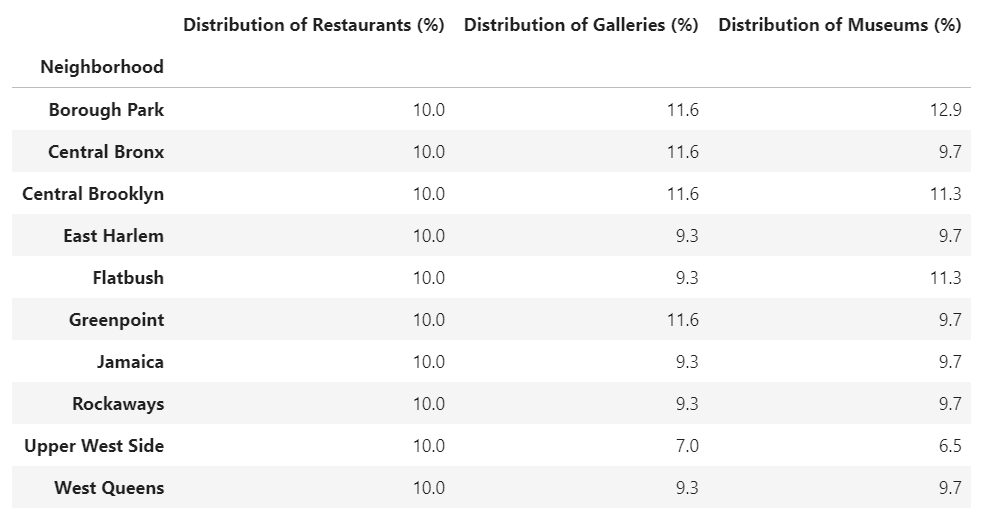 Distribution of Restaurants (%) Distribution of Galleries (%) Distribution of Museums (%)
Neighborhood
Borough Park 10.0 11.6 12.9
Central Bronx 10.0 11.6 9.7
Central Brooklyn 10.0 11.6 11.3
East Harlem 10.0 9.3 9.7
Flatbush 10.0 9.3 11.3
Greenpoint 10.0 11.6 9.7
Jamaica 10.0 9.3 9.7
Rockaways 10.0 9.3 9.7
Upper West Side 10.0 7.0 6.5
West Queens 10.0 9.3 9.7